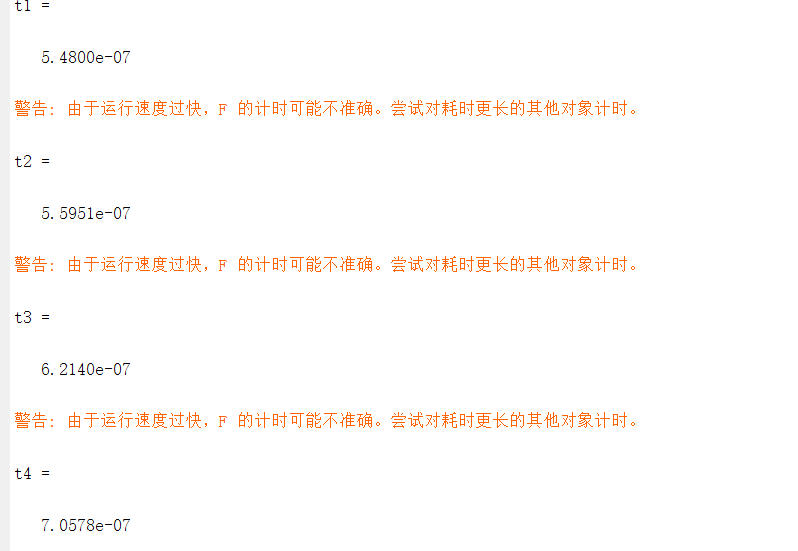 t1 =
5.4800e-07
警告: 由于运行速度过快，F 的计时可能不准确。尝试对耗时更长的其他对象计时。
t2 =
5.5951e-07
警告: 由于运行速度过快，F 的计时可能不准确。尝试对耗时更长的其他对象计时。
t3 =
6.2140e-07
警告: 由于运行速度过快，F 的计时可能不准确。尝试对耗时更长的其他对象计时。
t4 =
7.0578e-07